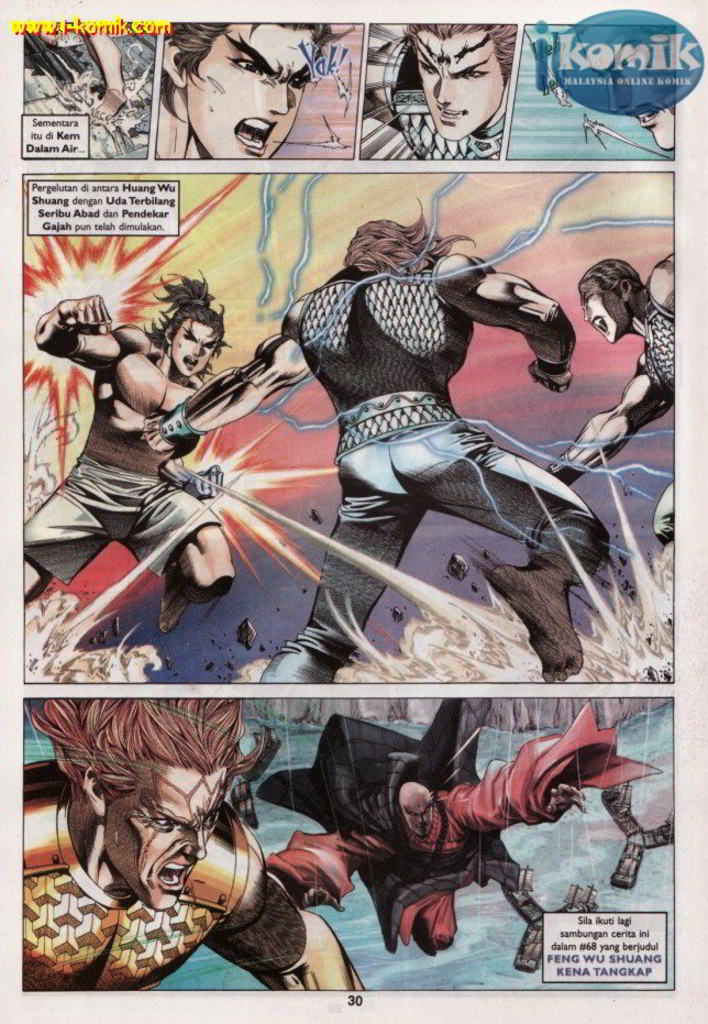 www.i-komik.com
ikomik
MALAYSIA ONLINE KOMIK
Sementara
itu di Kem
Dalam Air...
Yak!
Pergelutan di antara Huang Wu
Shuang dengan Uda Terbilang
Seribu Abad dan Pendekar
Gajah pun telah dimulakan.
Sila ikuti lagi
sambungan cerita ini
dalam #68 yang berjudul
FENG WU SHUANG
KENA TANGKAP
30